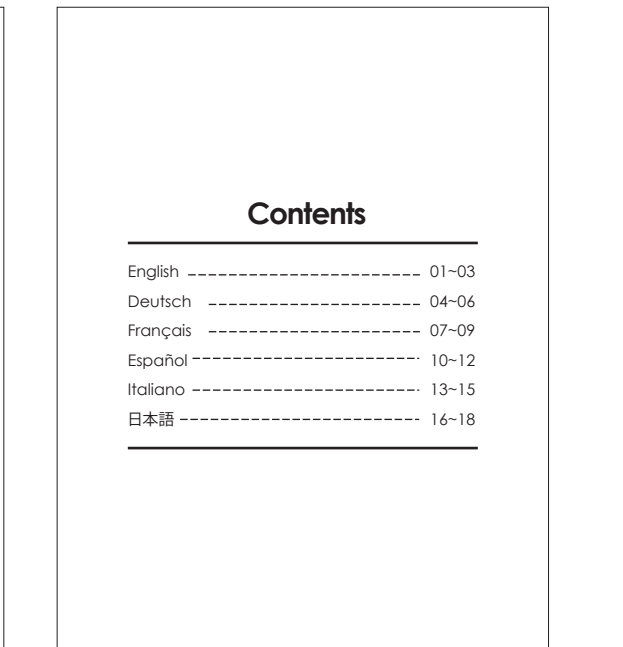 Contents
English ----------------------- 01~03
Deutsch --------------------- 04~06
Français --------------------- 07~09
Español ----------------------- 10~12
Italiano ----------------------- 13~15
日本語 ------------------------ 16~18